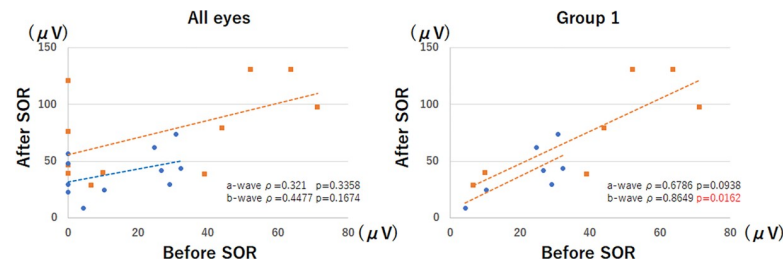 All eyes
(μV)
150
100
50
0
After SOR
a-wave ρ=0.321 p=0.3358
b-wave ρ=0.4477 p=0.1674
0 20 40 60 80
Before SOR
(μV)
Group 1
(μV)
150
100
50
0
After SOR
a-wave ρ=0.6786 p=0.0938
b-wave ρ=0.8649 p=0.0162
0 20 40 60 80
Before SOR
(μV)